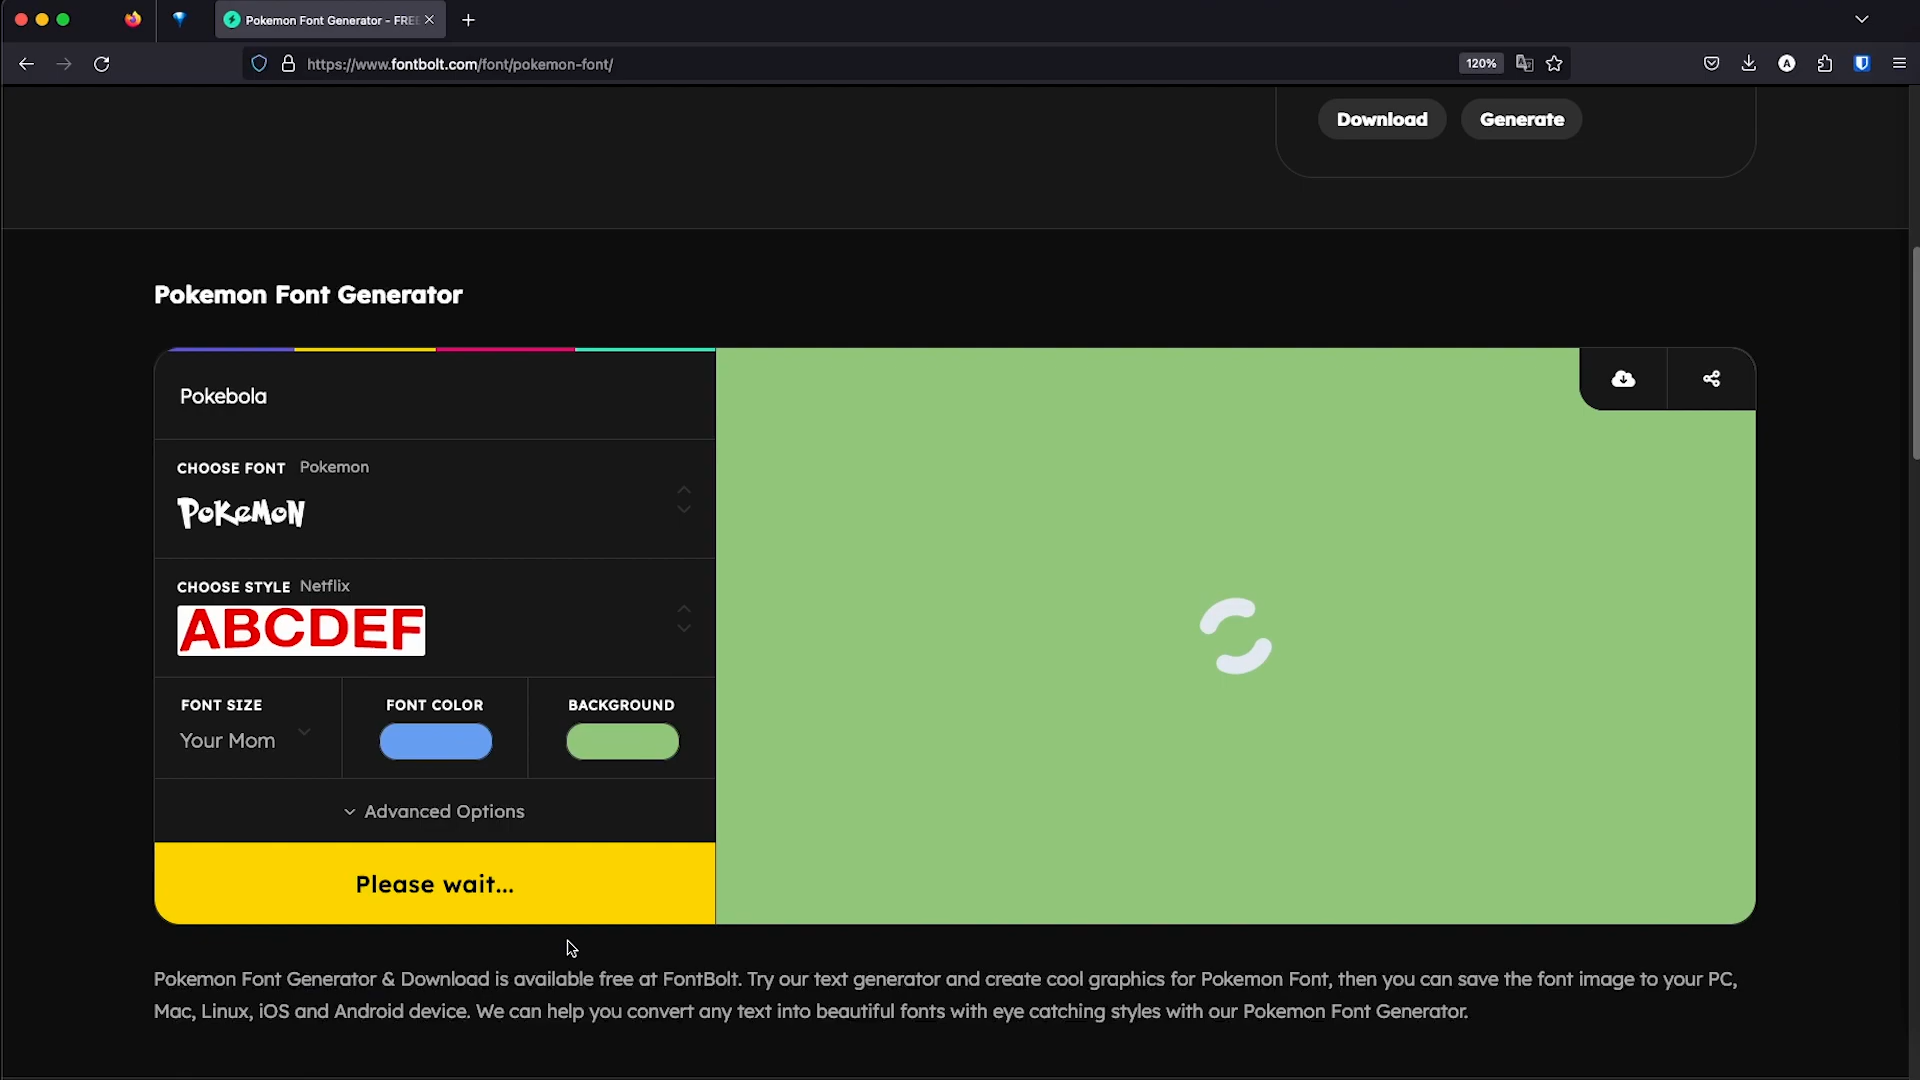 Pokemon Font Generator - FREE
https://www.fontbolt.com/font/pokemon-font/
120%
A
Download
Generate
Pokemon Font Generator
Pokebola
CHOOSE FONT Pokemon
POKeMON
CHOOSE STYLE Netflix
ABCDEF
FONT SIZE
FONT COLOR
BACKGROUND
Your Mom
Advanced Options
Please wait...
Pokemon Font Generator & Download is available free at FontBolt. Try our text generator and create cool graphics for Pokemon Font, then you can save the font image to your PC,
Mac, Linux, iOS and Android device. We can help you convert any text into beautiful fonts with eye catching styles with our Pokemon Font Generator.